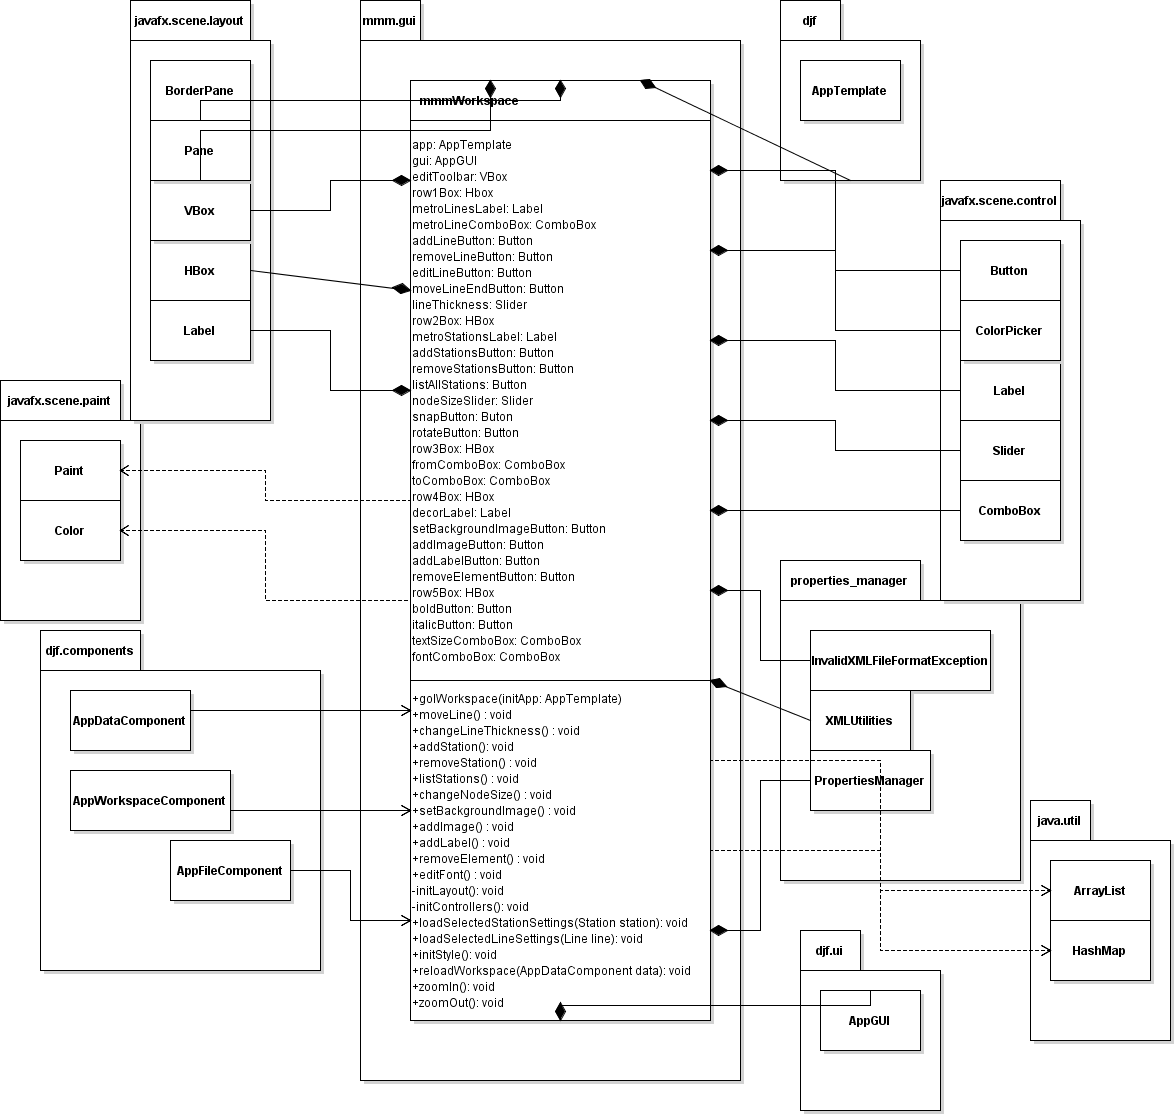 javafx.scene.layout
BorderPane
Pane
VBox
HBox
Label
javafx.scene.paint
Paint
Color
djf.components
AppDataComponent
AppWorkspaceComponent
AppFileComponent
mmm.gui
mmmWorkspace
app: AppTemplate
gui: AppGUI
editToolbar: VBox
row1Box: Hbox
metroLinesLabel: Label
metroLineComboBox: ComboBox
addLineButton: Button
removeLineButton: Button
editLineButton: Button
moveLineEndButton: Button
lineThickness: Slider
row2Box: HBox
metroStationsLabel: Label
addStationsButton: Button
removeStationsButton: Button
listAllStations: Button
nodeSizeSlider: Slider
snapButton: Buton
rotateButton: Button
row3Box: HBox
fromComboBox: ComboBox
toComboBox: ComboBox
row4Box: HBox
decorLabel: Label
setBackgroundImageButton: Button
addImageButton: Button
addLabelButton: Button
removeElementButton: Button
row5Box: HBox
boldButton: Button
italicButton: Button
textSizeComboBox: ComboBox
fontComboBox: ComboBox
+golWorkspace(initApp: AppTemplate)
+moveLine() : void
+changeLineThickness() : void
+addStation(): void
+removeStation() : void
+listStations() : void
+changeNodeSize() : void
+setBackgroundImage() : void
+addImage() : void
+addLabel() : void
+removeElement() : void
+editFont() : void
-initLayout(): void
-initControllers(): void
+loadSelectedStationSettings(Station station): void
+loadSelectedLineSettings(Line line): void
+initStyle(): void
+reloadWorkspace(AppDataComponent data): void
+zoomIn(): void
+zoomOut(): void
djf
AppTemplate
javafx.scene.control
Button
ColorPicker
Label
Slider
ComboBox
properties_manager
InvalidXMLFileFormatException
XMLUtilities
PropertiesManager
java.util
ArrayList
HashMap
djf.ui
AppGUI